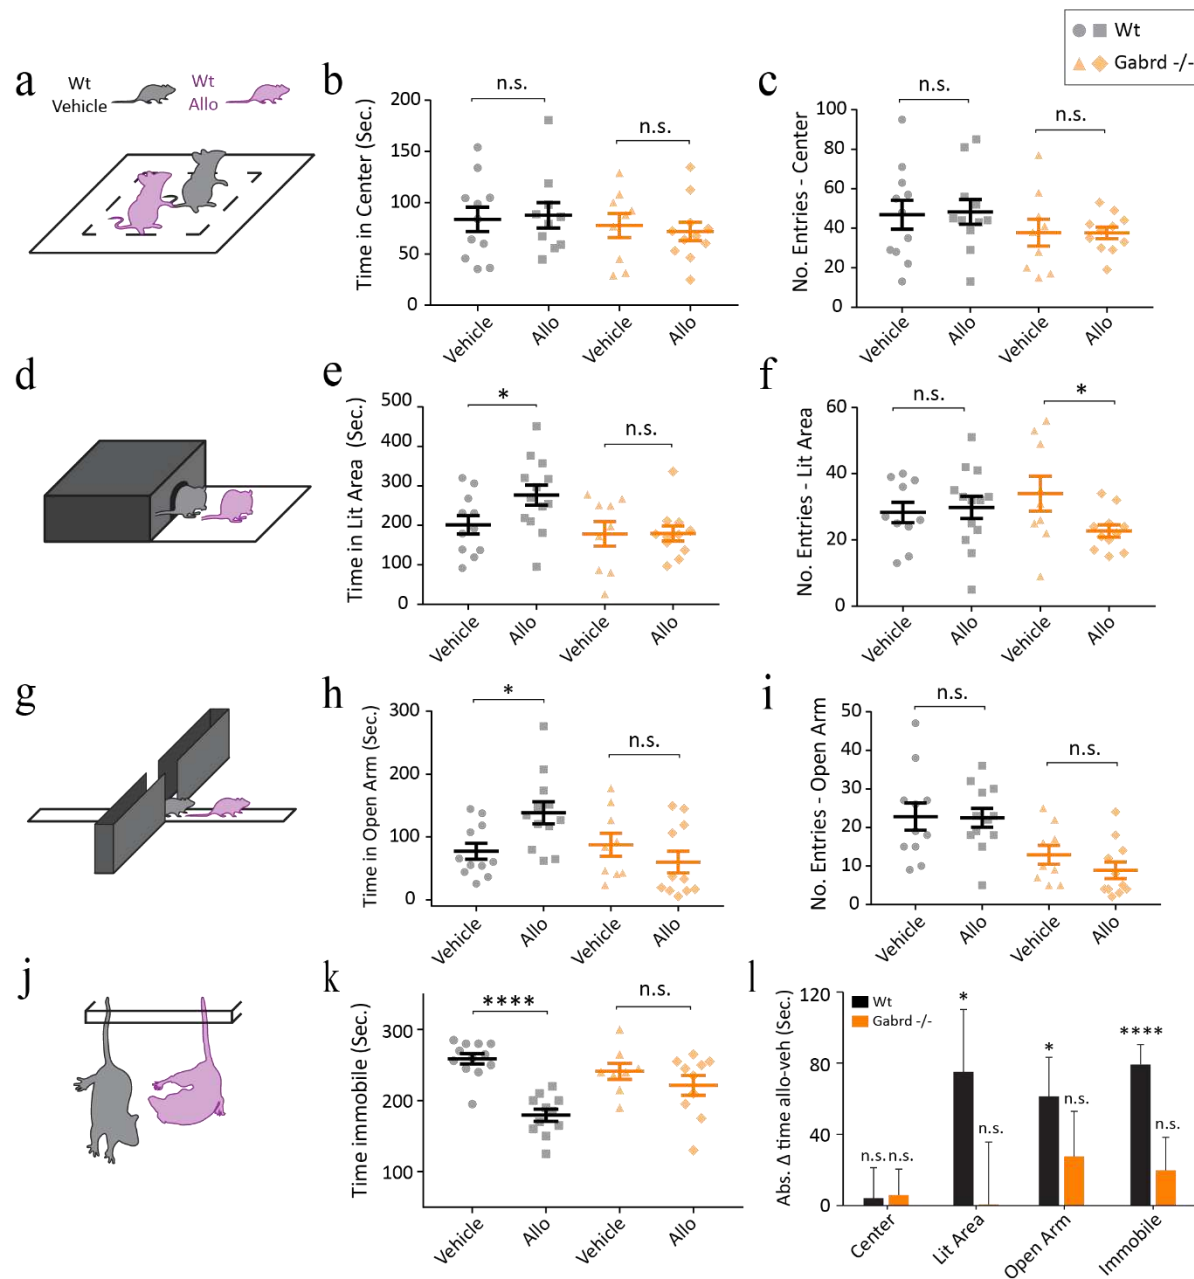 Wt
Gabrd -/-
a
Wt
Vehicle
Wt
Allo
b
Time in Center (Sec.)
200
150
100
50
0
n.s.
n.s.
Vehicle
Allo
Vehicle
Allo
c
No. Entries - Center
100
80
60
40
20
0
n.s.
n.s.
Vehicle
Allo
Vehicle
Allo
d
e
Time in Lit Area (Sec.)
500
400
300
200
100
0
*
n.s.
Vehicle
Allo
Vehicle
Allo
f
No. Entries - Lit Area
60
40
20
0
n.s.
*
Vehicle
Allo
Vehicle
Allo
g
h
Time in Open Arm (Sec.)
300
200
100
0
*
n.s.
Vehicle
Allo
Vehicle
Allo
i
No. Entries - Open Arm
50
40
30
20
10
0
n.s.
n.s.
Vehicle
Allo
Vehicle
Allo
j
k
Time immobile (Sec.)
300
200
100
****
n.s.
Vehicle
Allo
Vehicle
Allo
l
Abs. Δ time allo-veh (Sec.)
120
80
40
0
Wt
Gabrd -/-
n.s.
n.s.
*
n.s.
*
n.s.
****
n.s.
Center
Lit Area
Open Arm
Immobile